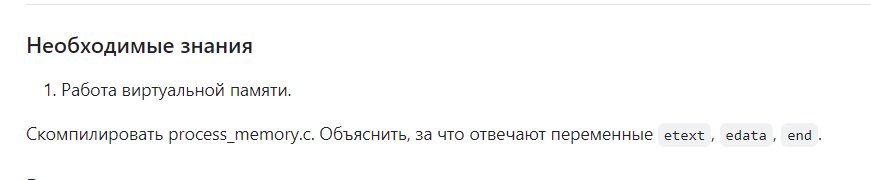 Необходимые знания
1. Работа виртуальной памяти.
Скомпилировать process_memory.c. Объяснить, за что отвечают переменные etext, edata, end.